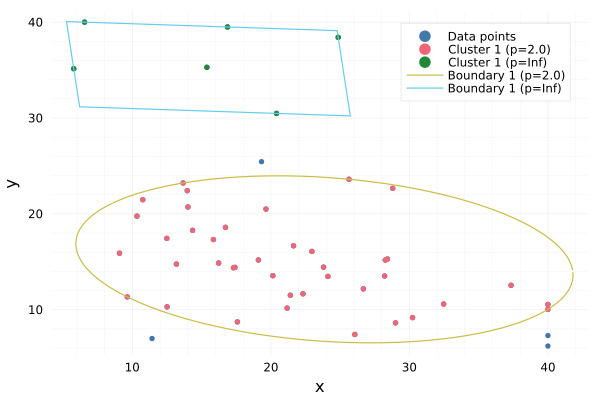 40
30
20
10
y
Data points
Cluster 1 (p=2.0)
Cluster 1 (p=Inf)
Boundary 1 (p=2.0)
Boundary 1 (p=Inf)
10 20 30 40
x